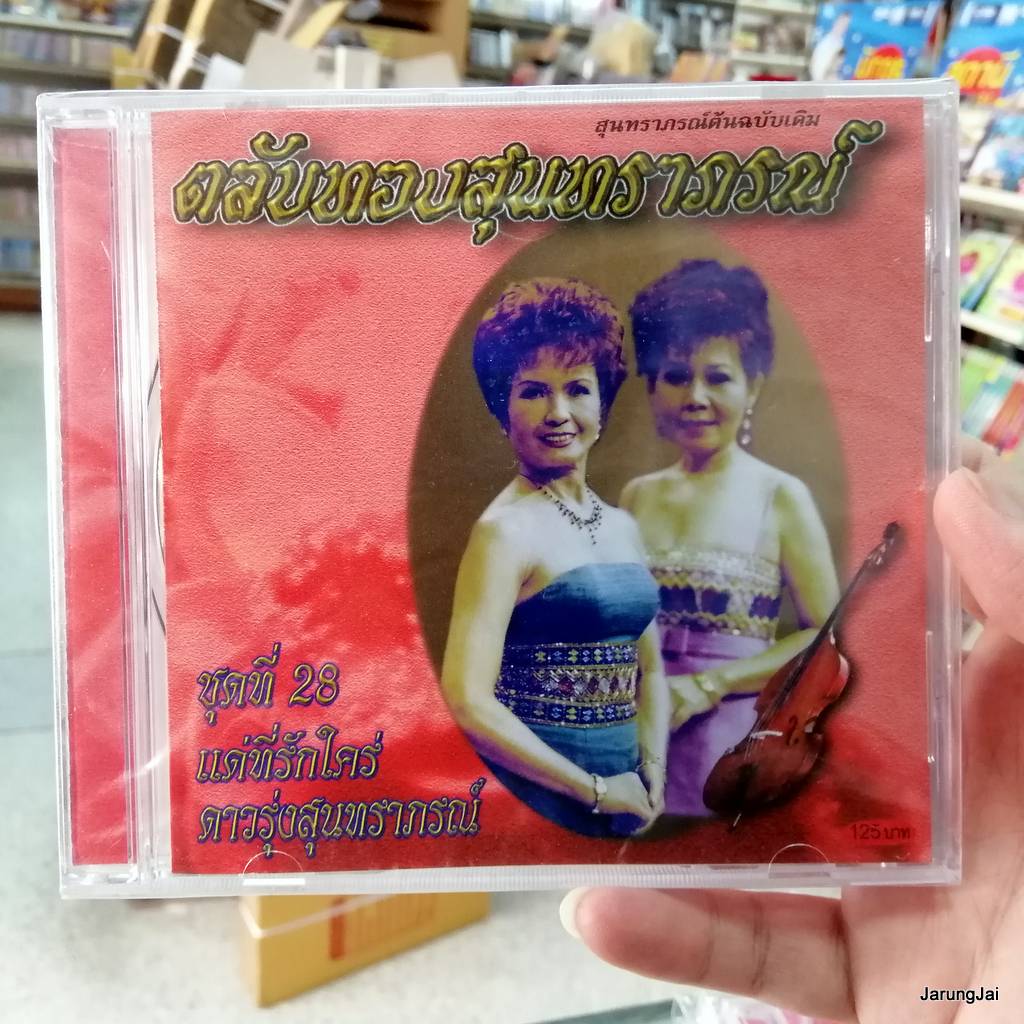 สุนทราภรณ์ต้นฉบับเดิม
ตลับทองสุนทราภรณ์
ชุดที่ 28
แด่ที่รักใคร่
ดาวรุ่งสุนทราภรณ์
125 บาท
JarungJai